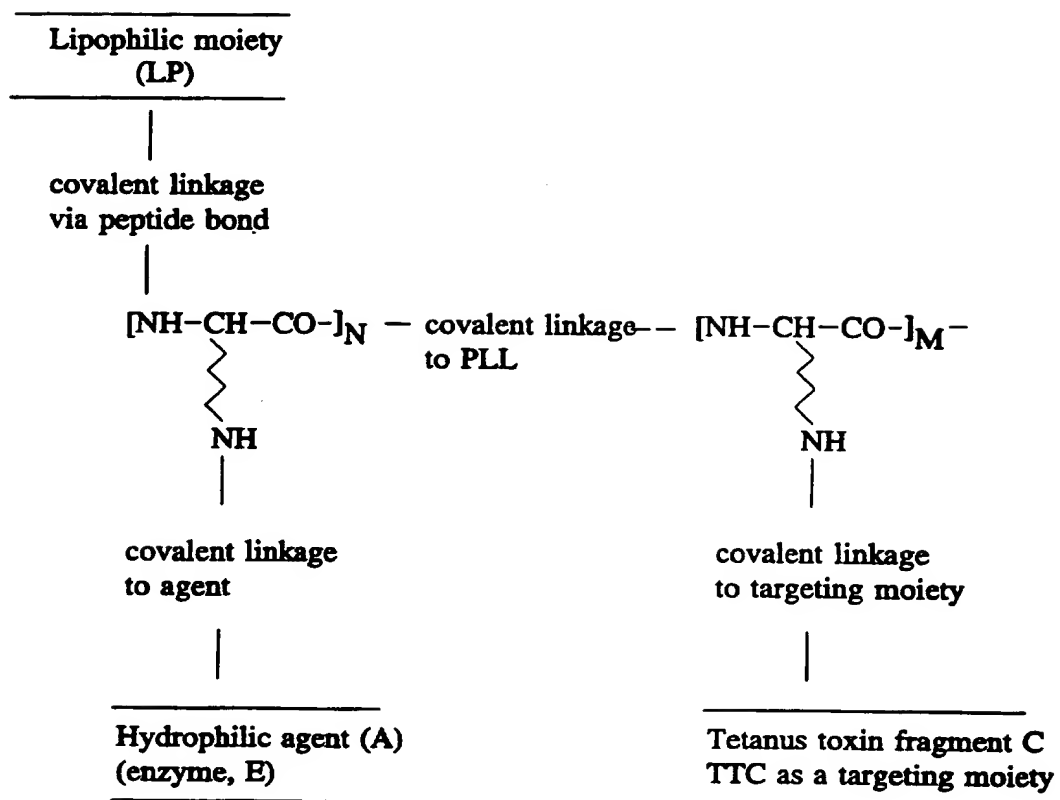 Lipophilic moiety
(LP)
covalent linkage
via peptide bond
[NH-CH-CO-]N — covalent linkage-- — [NH-CH-CO-]M -
to PLL
NH
NH
covalent linkage
to agent
covalent linkage
to targeting moiety
Hydrophilic agent (A)
(enzyme, E)
Tetanus toxin fragment C
TTC as a targeting moiety